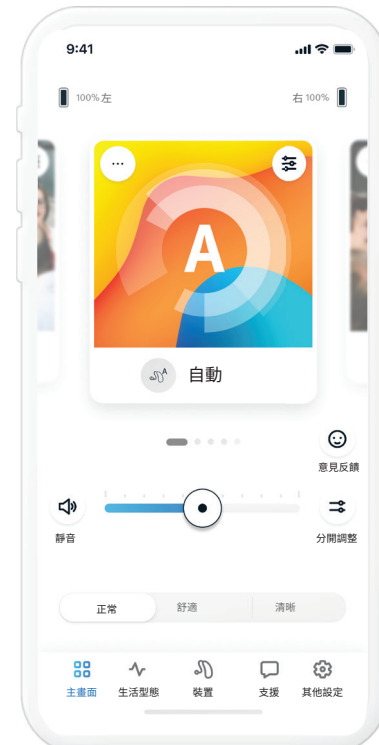 9:41
100% 左
右 100%
...
A
A
自動
意見反饋
靜音
分開調整
正常
舒適
清晰
主畫面
生活型態
裝置
支援
其他設定